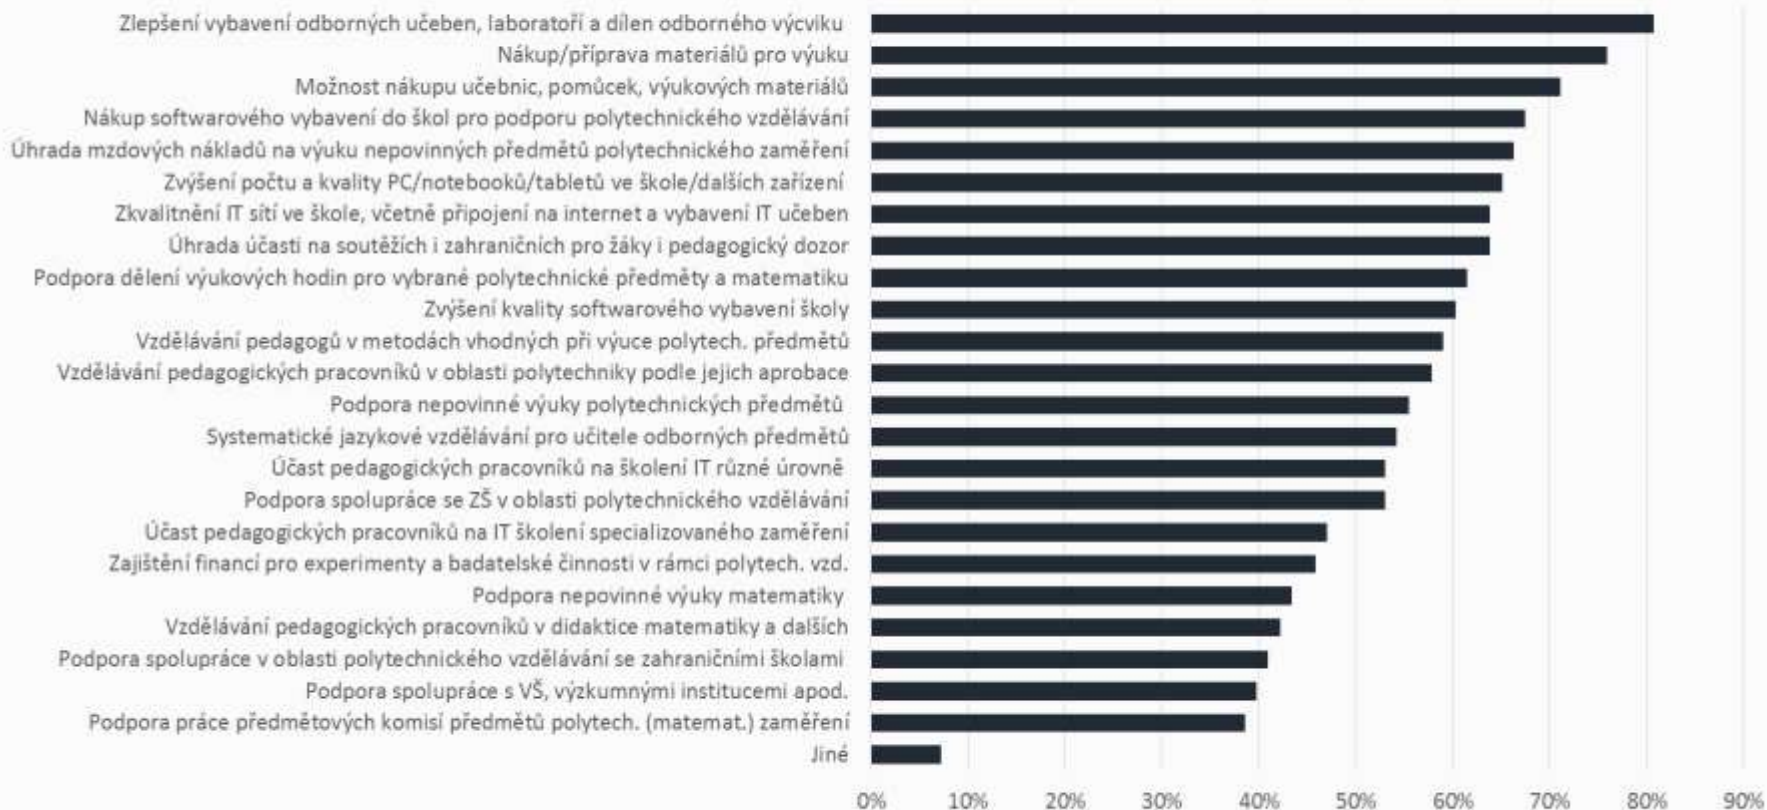 Zlepšení vybavení odborných učeben, laboratoří a dílen odborného výcviku
Nákup/příprava materiálů pro výuku
Možnost nákupu učebnic, pomůcek, výukových materiálů
Nákup softwarového vybavení do škol pro podporu polytechnického vzdělávání
Úhrada mzdových nákladů na výuku nepovinných předmětů polytechnického zaměření
Zvýšení počtu a kvality PC/notebooků/tabletů ve škole/dalších zařízení
Zkvalitnění IT sítí ve škole, včetně připojení na internet a vybavení IT učeben
Úhrada účasti na soutěžích i zahraničních pro žáky i pedagogický dozor
Podpora dělení výukových hodin pro vybrané polytechnické předměty a matematiku
Zvýšení kvality softwarového vybavení školy
Vzdělávání pedagogů v metodách vhodných při výuce polytech. předmětů
Vzdělávání pedagogických pracovníků v oblasti polytechniky podle jejich aprobace
Podpora nepovinné výuky polytechnických předmětů
Systematické jazykové vzdělávání pro učitele odborných předmětů
Účast pedagogických pracovníků na školení IT různé úrovně
Podpora spolupráce se ZŠ v oblasti polytechnického vzdělávání
Účast pedagogických pracovníků na IT školení specializovaného zaměření
Zajištění financí pro experimenty a badatelské činnosti v rámci polytech. vzd.
Podpora nepovinné výuky matematiky
Vzdělávání pedagogických pracovníků v didaktice matematiky a dalších
Podpora spolupráce v oblasti polytechnického vzdělávání se zahraničními školami
Podpora spolupráce s VŠ, výzkumnými institucemi apod.
Podpora práce předmětových komisí předmětů polytech. (matemat.) zaměření
Jiné
0% 10% 20% 30% 40% 50% 60% 70% 80% 90%